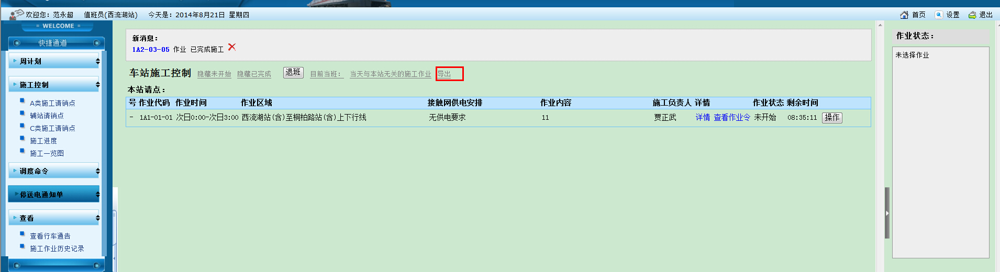 欢迎您：范永超 值班员(西流湖站) 今天是：2014年8月21日 星期四 首页 设置 退出
= WELCOME =
快捷通道
周计划
施工控制
A类施工请销点
辅站请销点
C类施工请销点
施工进度
施工一览图
调度命令
停送电通知单
查看
查看行车通告
施工作业历史记录
新消息：
1A2-03-05 作业 已完成施工
车站施工控制 隐藏未开始 隐藏已完成 退班 目前当班： 当天与本站无关的施工作业 导出
本站请点：
号 作业代码 作业时间 作业区域 接触网供电安排 作业内容 施工负责人 详情 作业状态 剩余时间
- 1A1-01-01 次日0:00-次日3:00 西流湖站(含)至桐柏路站(含)上下行线 无供电要求 11 贾正武 详情 查看作业令 未开始 08:35:11 操作
作业状态：
未选择作业